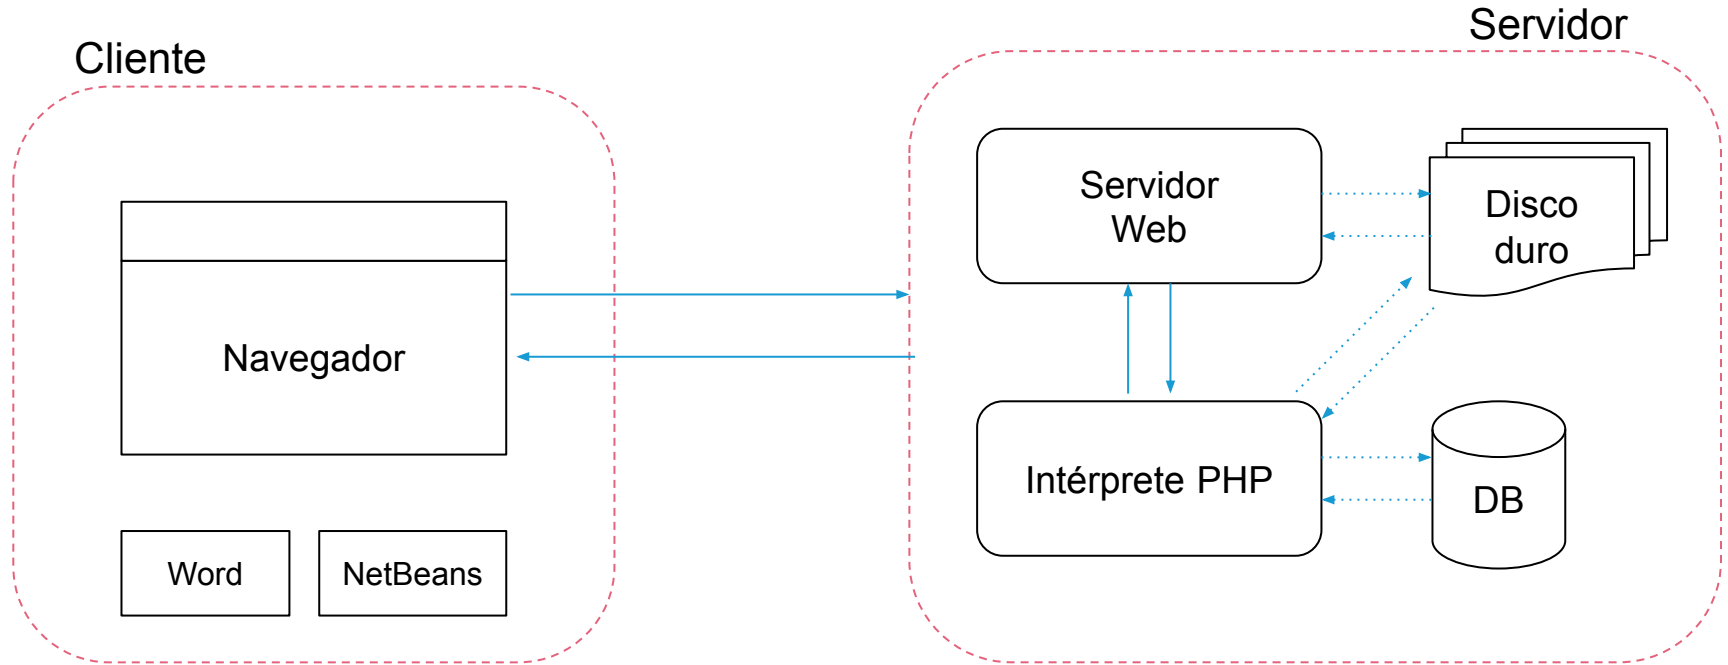 Cliente
Servidor
Servidor
Web
Disco
duro
Navegador
Intérprete PHP
DB
Word
NetBeans